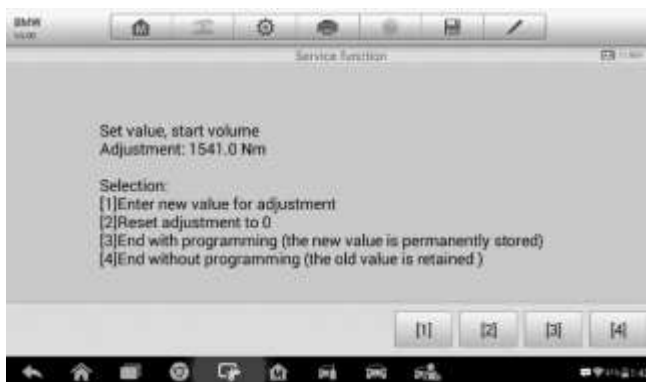 BMW
Service function
Set value, start volume
Adjustment: 1541.0 Nm
Selection:
[1]Enter new value for adjustment
[2]Reset adjustment to 0
[3]End with programming (the new value is permanently stored)
[4]End without programming (the old value is retained )
[1] [2] [3] [4]